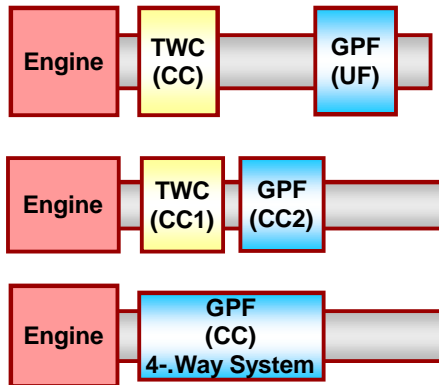 Engine
TWC
(CC)
GPF
(UF)
Engine
TWC
(CC1)
GPF
(CC2)
Engine
GPF
(CC)
4-.Way System